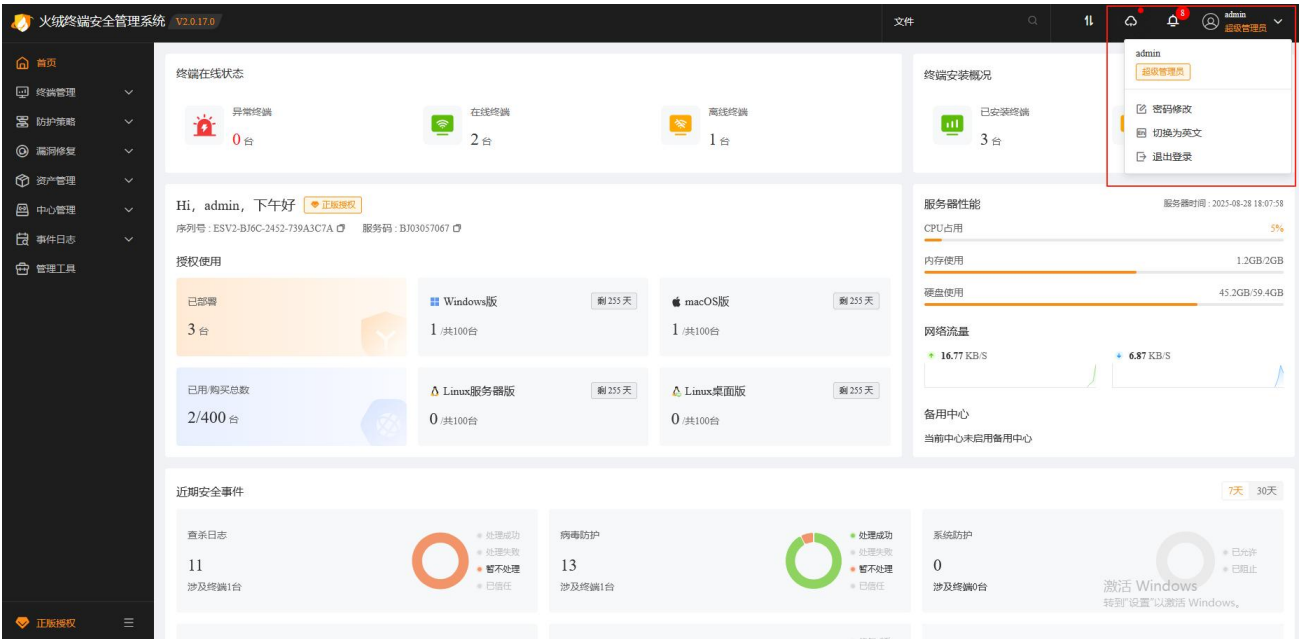 火绒终端安全管理系统 V2.0.17.0
文件
8
admin
超级管理员
admin
超级管理员
密码修改
切换为英文
退出登录
首页
终端管理
防护策略
漏洞修复
资产管理
中心管理
事件日志
管理工具
正版授权
终端在线状态
异常终端
0 台
在线终端
2 台
离线终端
1 台
终端安装概况
已安装终端
3 台
Hi, admin, 下午好 正版授权
序列号 : ESV2-BJ6C-2452-739A3C7A 服务码 : BJ03057067
授权使用
已部署
3 台
Windows版 剩 255 天
1 /共100台
macOS版 剩 255 天
1 /共100台
已用/购买总数
2/400 台
Linux服务器版 剩 255 天
0 /共100台
Linux桌面版 剩 255 天
0 /共100台
服务器性能 服务器时间 : 2025-08-28 18:07:58
CPU占用 5%
内存使用 1.2GB/2GB
硬盘使用 45.2GB/59.4GB
网络流量
16.77 KB/S 6.87 KB/S
备用中心
当前中心未启用备用中心
近期安全事件 7天 30天
查杀日志
11
涉及终端1台
处理成功
处理失败
暂不处理
已信任
病毒防护
13
涉及终端1台
处理成功
处理失败
暂不处理
已信任
系统防护
0
涉及终端0台
已允许
已阻止
激活 Windows
转到"设置"以激活 Windows。